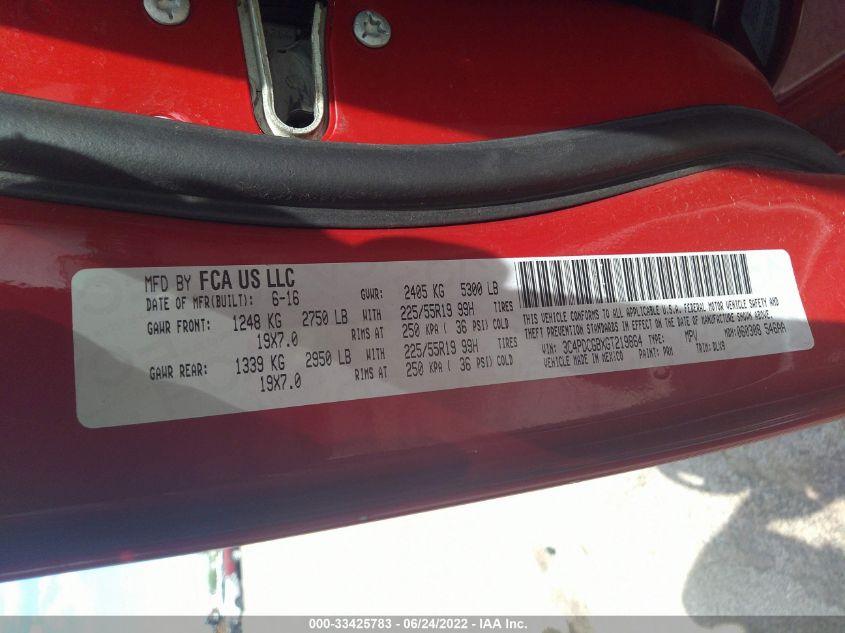 MFD BY FCA US LLC
DATE OF MFR(BUILT): 6-16 GVWR: 2405 KG 5300 LB
GAWR FRONT: 1248 KG 2750 LB WITH 225/55R19 99H TIRES
19X7.0 RIMS AT 250 KPA ( 36 PSI) COLD
GAWR REAR: 1339 KG 2950 LB WITH 225/55R19 99H TIRES
19X7.0 RIMS AT 250 KPA ( 36 PSI) COLD
THIS VEHICLE CONFORMS TO ALL APPLICABLE U.S.A. FEDERAL MOTOR VEHICLE SAFETY AND
THEFT PREVENTION STANDARDS IN EFFECT ON THE DATE OF MANUFACTURE SHOWN ABOVE.
VIN: 3C4PDCGBXGT219864 TYPE: MPV MDH:060308 546AA
VEHICLE MADE IN MEXICO PAINT: PRM TRIM: DLX9
000-33425783 - 06/24/2022 - IAA Inc.